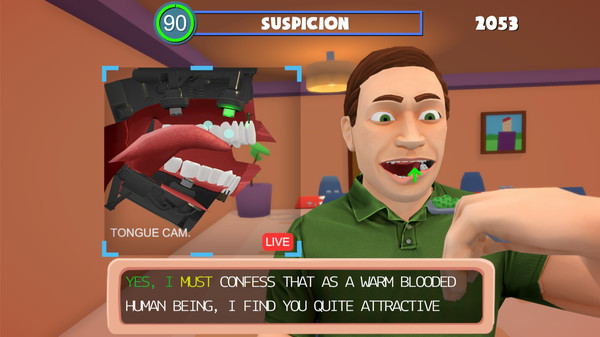 90 SUSPICION 2053
TONGUE CAM.
LIVE
YES, I MUST CONFESS THAT AS A WARM BLOODED
HUMAN BEING, I FIND YOU QUITE ATTRACTIVE